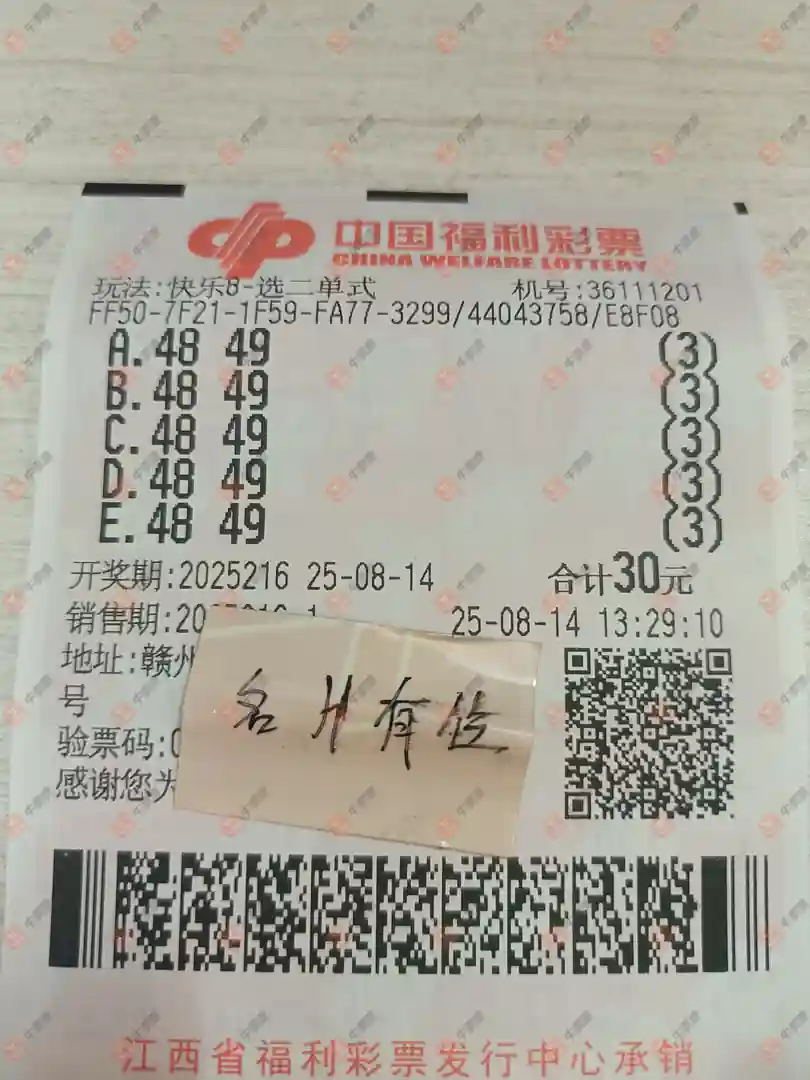 中国福利彩票
CHINA WELFARE LOTTERY
玩法:快乐8-选二单式 机号:36111201
FF50-7F21-1F59-FA77-3299/44043758/E8F08
A.48 49 (3)
B.48 49 (3)
C.48 49 (3)
D.48 49 (3)
E.48 49 (3)
开奖期:2025216 25-08-14 合计30元
销售期:20 25-08-14 13:29:10
地址:赣州
号
名片有位
验票码:
感谢您为
江西省福利彩票发行中心承销